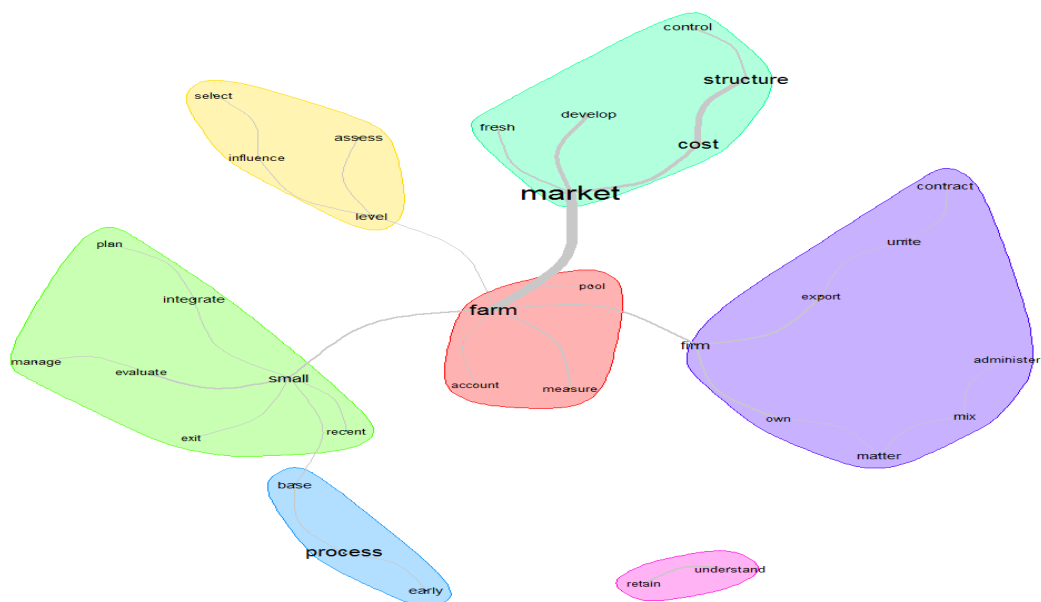 control
structure
develop
fresh
cost
market
select
assess
influence
level
contract
unite
export
firm
administer
mix
own
matter
plan
integrate
manage
evaluate
small
exit
recent
pool
farm
account
measure
base
process
early
understand
retain